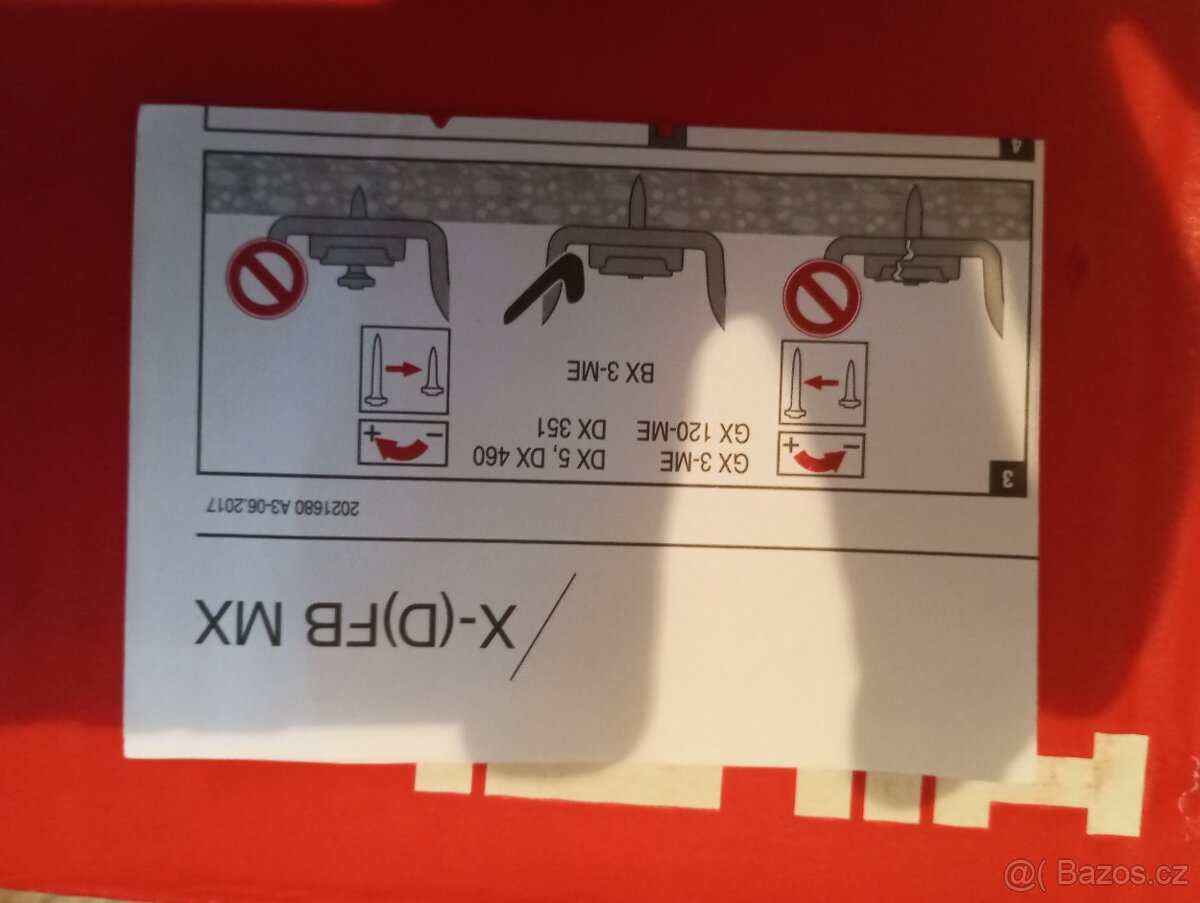 X-(D)FB MX
2021680 A3-06.2017
3
GX 3-ME DX 5, DX 460
GX 120-ME DX 351
BX 3-ME
− +
− +
4
@( Bazos.cz